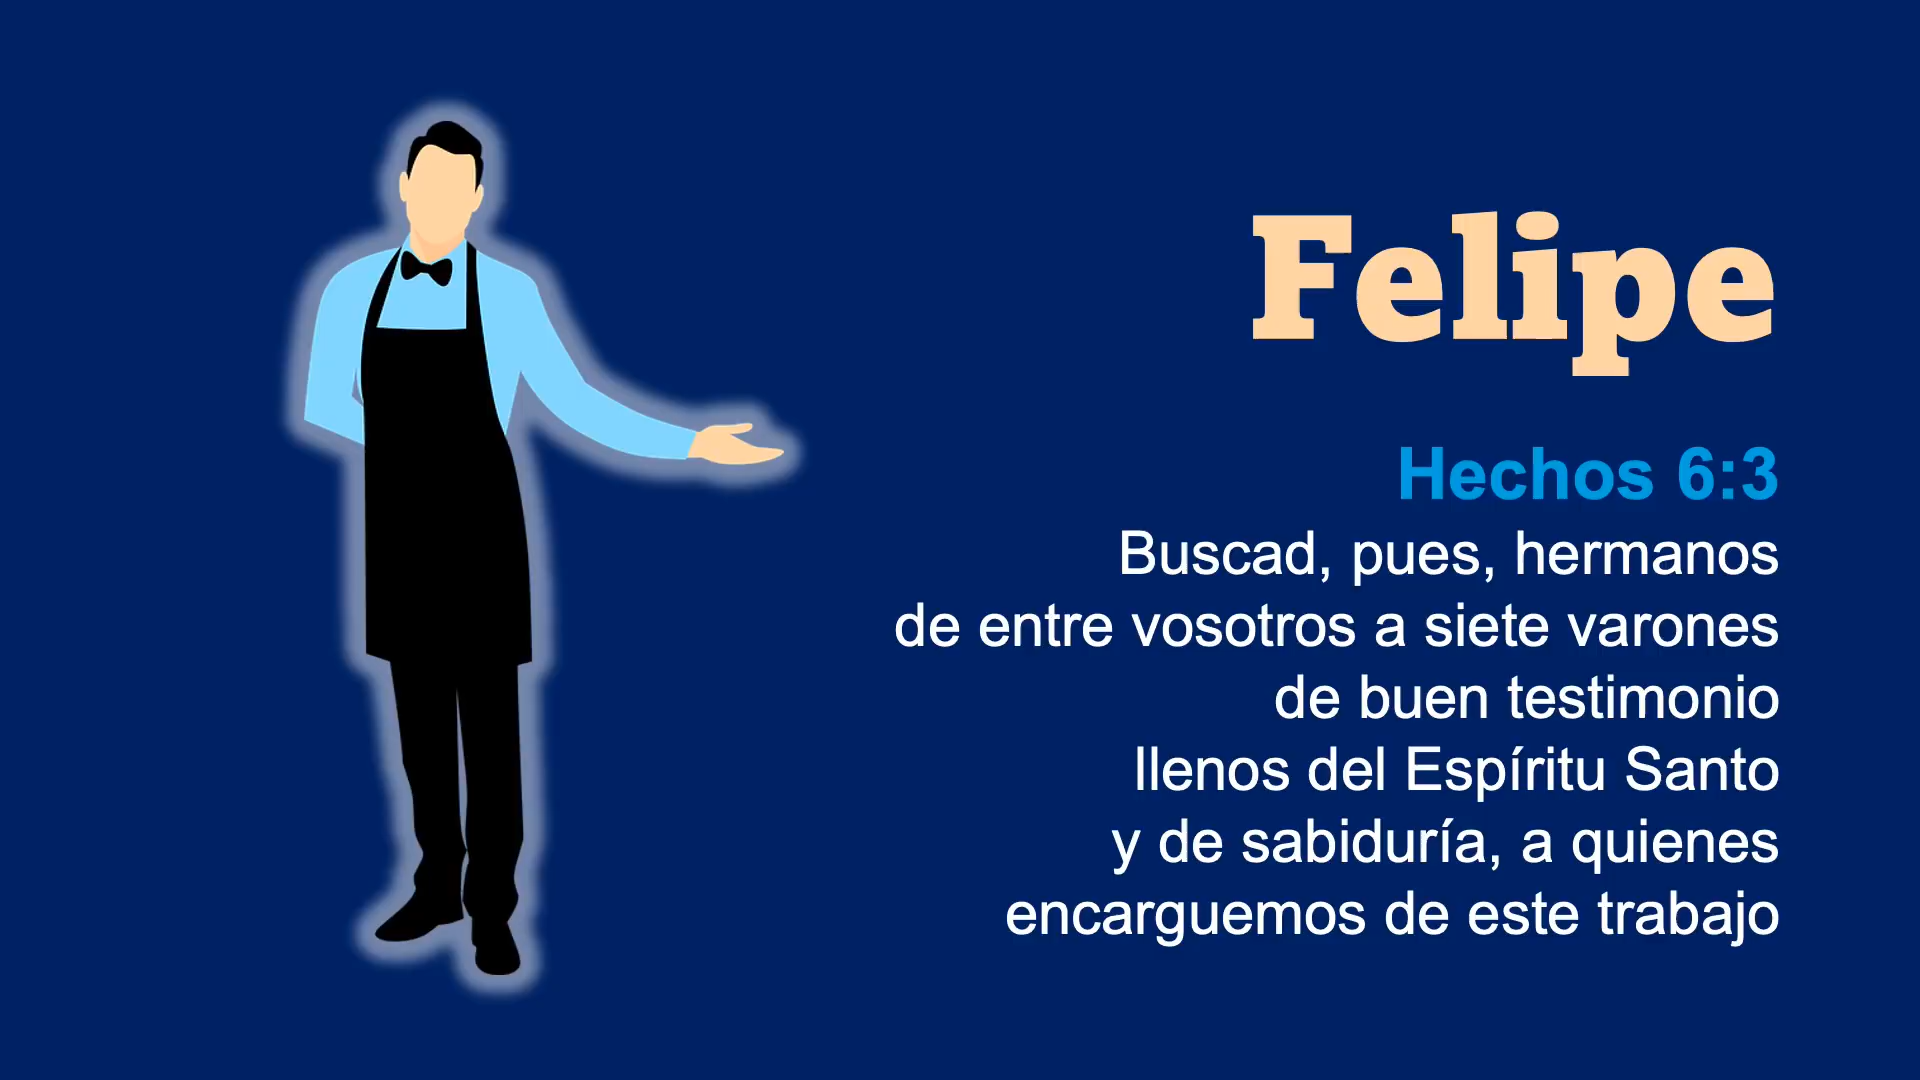 Felipe
Hechos 6:3
Buscad, pues, hermanos
de entre vosotros a siete varones
de buen testimonio
llenos del Espíritu Santo
y de sabiduría, a quienes
encarguemos de este trabajo